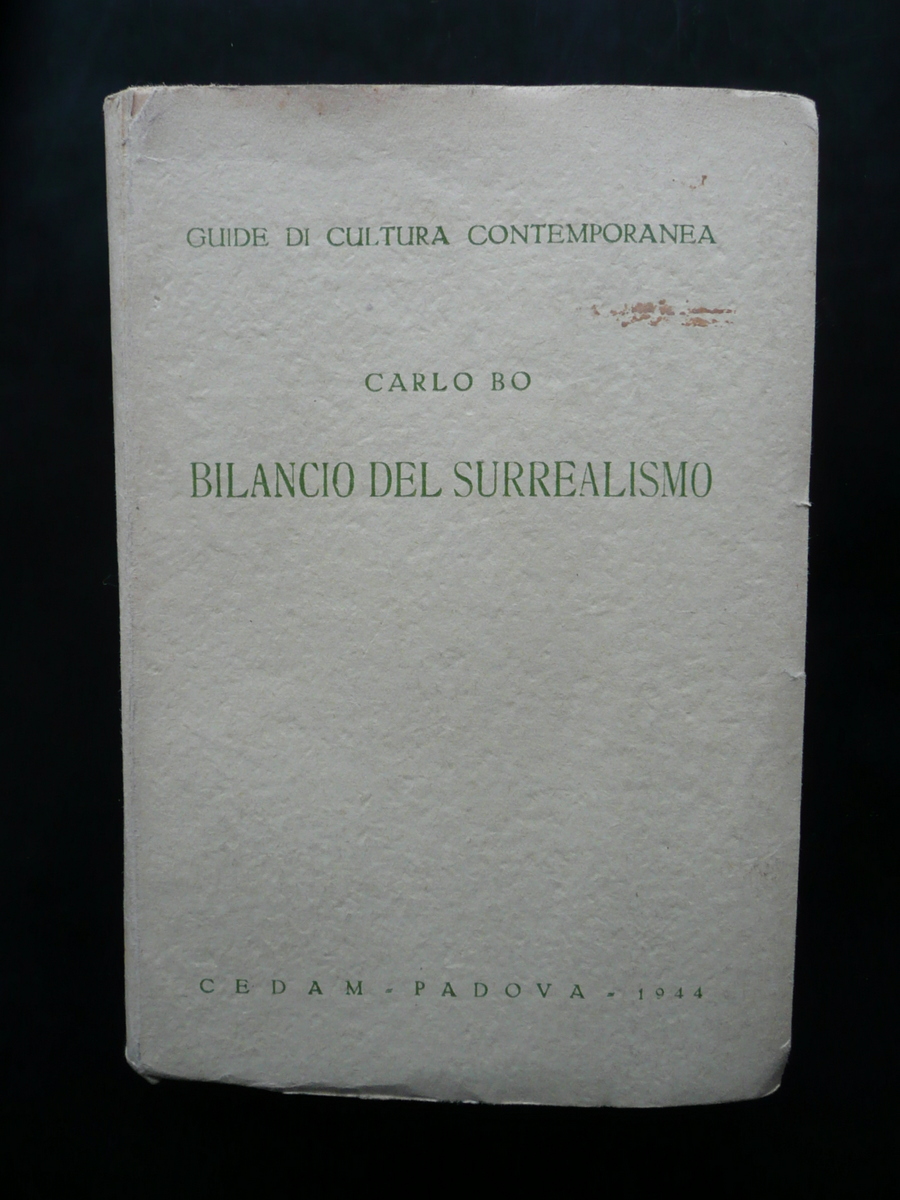 GUIDE DI CULTURA CONTEMPORANEA
CARLO BO
BILANCIO DEL SURREALISMO
CEDAM - PADOVA - 1944